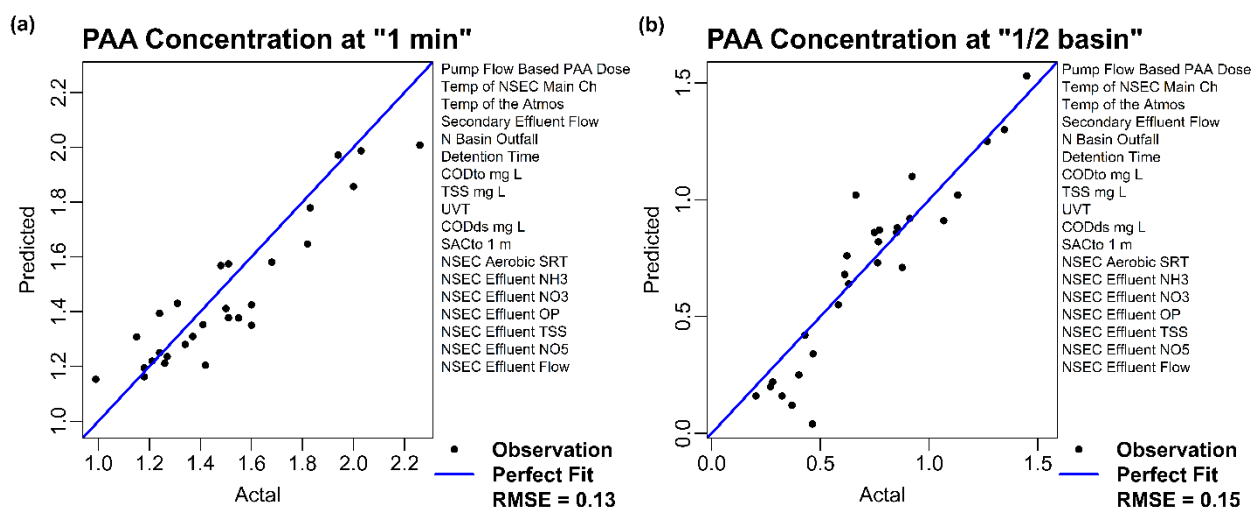 (a)
PAA Concentration at "1 min"
Predicted
2.2
2.0
1.8
1.6
1.4
1.2
1.0
1.0 1.2 1.4 1.6 1.8 2.0 2.2
Actal
Pump Flow Based PAA Dose
Temp of NSEC Main Ch
Temp of the Atmos
Secondary Effluent Flow
N Basin Outfall
Detention Time
CODto mg L
TSS mg L
UVT
CODds mg L
SACto 1 m
NSEC Aerobic SRT
NSEC Effluent NH3
NSEC Effluent NO3
NSEC Effluent OP
NSEC Effluent TSS
NSEC Effluent NO5
NSEC Effluent Flow
Observation
Perfect Fit
RMSE = 0.13
(b)
PAA Concentration at "1/2 basin"
Predicted
1.5
1.0
0.5
0.0
0.0 0.5 1.0 1.5
Actal
Pump Flow Based PAA Dose
Temp of NSEC Main Ch
Temp of the Atmos
Secondary Effluent Flow
N Basin Outfall
Detention Time
CODto mg L
TSS mg L
UVT
CODds mg L
SACto 1 m
NSEC Aerobic SRT
NSEC Effluent NH3
NSEC Effluent NO3
NSEC Effluent OP
NSEC Effluent TSS
NSEC Effluent NO5
NSEC Effluent Flow
Observation
Perfect Fit
RMSE = 0.15